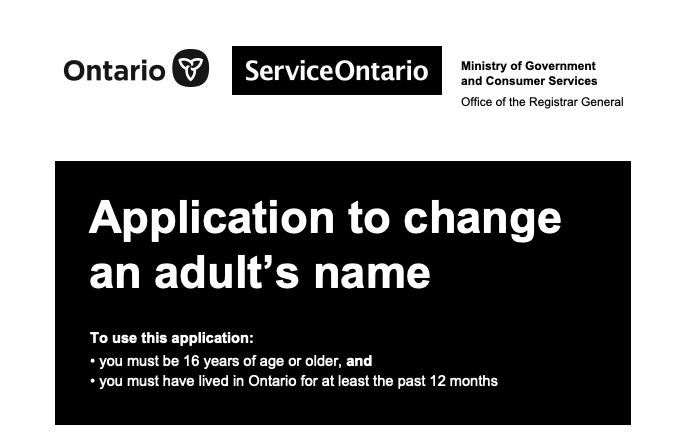 Ontario
ServiceOntario
Ministry of Government
and Consumer Services
Office of the Registrar General
Application to change
an adult’s name
To use this application:
• you must be 16 years of age or older, and
• you must have lived in Ontario for at least the past 12 months